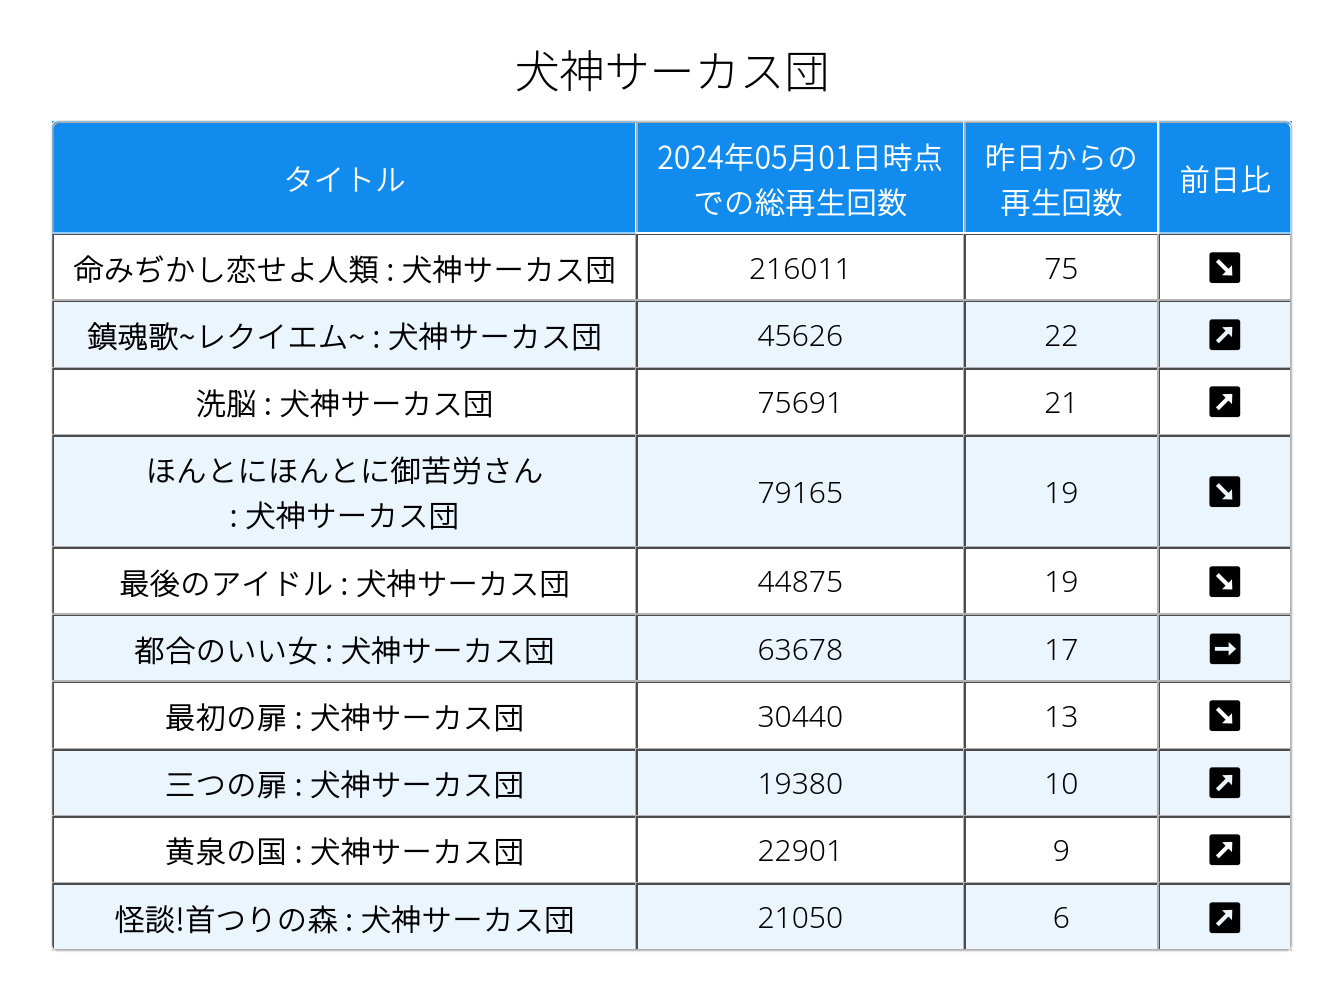 犬神サーカス団
タイトル
2024年05月01日時点
での総再生回数
昨日からの
再生回数
前日比
命みぢかし恋せよ人類 : 犬神サーカス団 216011 75 ↘
鎮魂歌~レクイエム~ : 犬神サーカス団 45626 22 ↗
洗脳 : 犬神サーカス団 75691 21 ↗
ほんとにほんとに御苦労さん
: 犬神サーカス団 79165 19 ↘
最後のアイドル : 犬神サーカス団 44875 19 ↘
都合のいい女 : 犬神サーカス団 63678 17 →
最初の扉 : 犬神サーカス団 30440 13 ↘
三つの扉 : 犬神サーカス団 19380 10 ↗
黄泉の国 : 犬神サーカス団 22901 9 ↗
怪談!首つりの森 : 犬神サーカス団 21050 6 ↗